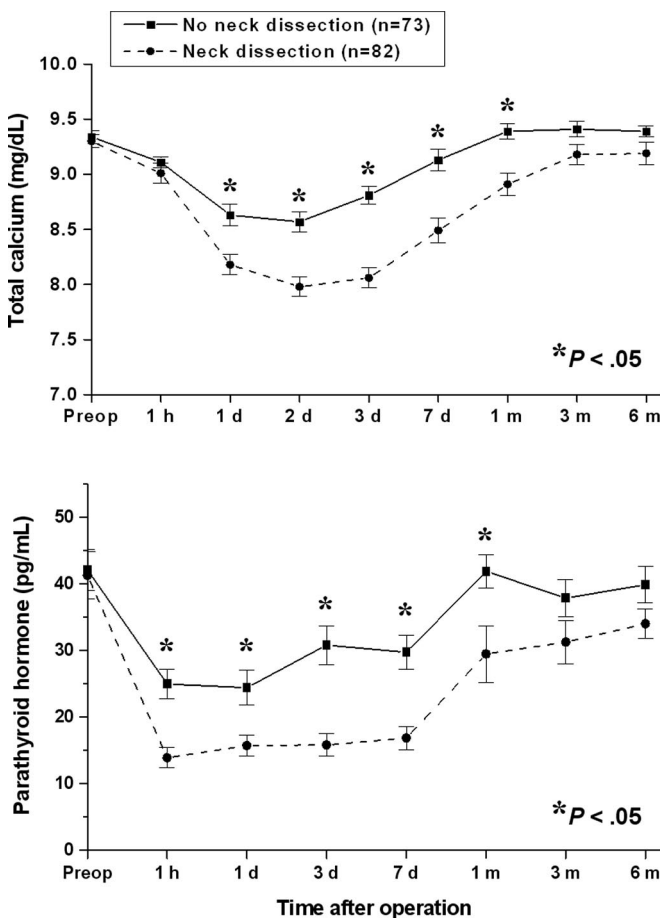 No neck dissection (n=73)
Neck dissection (n=82)
Total calcium (mg/dL)
10.0
9.5
9.0
8.5
8.0
7.5
7.0
* * * * * *
*P < .05
Preop 1 h 1 d 2 d 3 d 7 d 1 m 3 m 6 m
Parathyroid hormone (pg/mL)
50
40
30
20
10
0
* * * * *
*P < .05
Preop 1 h 1 d 3 d 7 d 1 m 3 m 6 m
Time after operation